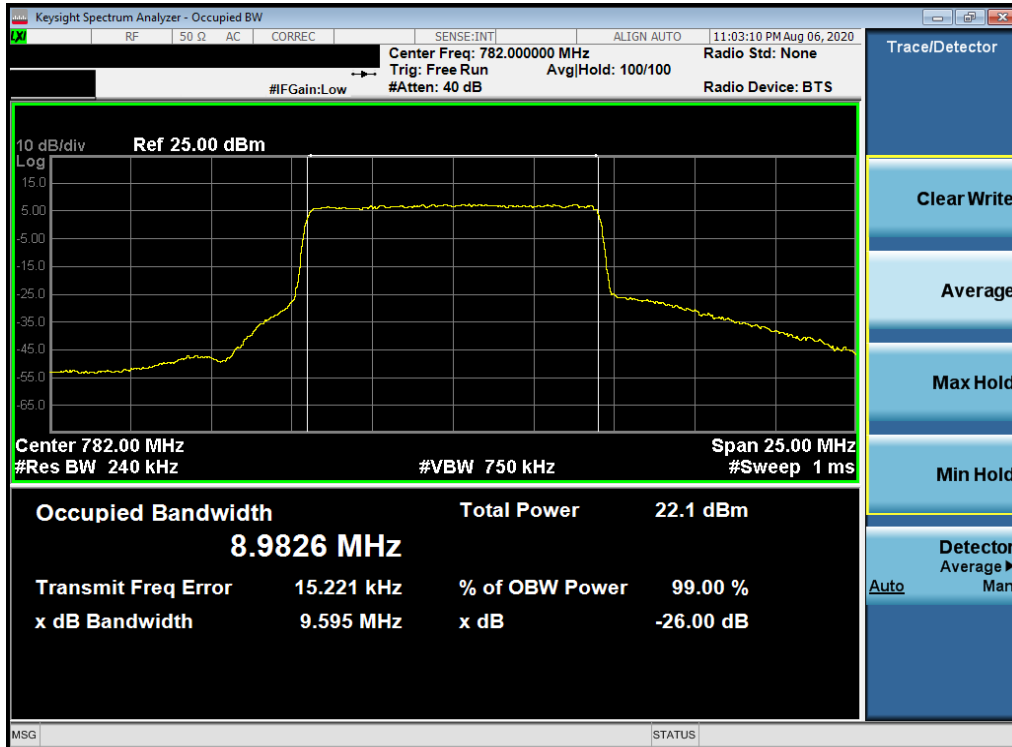 Keysight Spectrum Analyzer - Occupied BW
LXI RF 50 Ω AC CORREC SENSE:INT ALIGN AUTO 11:03:10 PM Aug 06, 2020
Center Freq: 782.000000 MHz Radio Std: None
Trig: Free Run Avg|Hold: 100/100
#IFGain:Low #Atten: 40 dB Radio Device: BTS
10 dB/div Ref 25.00 dBm
Log
15.0
5.00
-5.00
-15.0
-25.0
-35.0
-45.0
-55.0
-65.0
Center 782.00 MHz Span 25.00 MHz
#Res BW 240 kHz #VBW 750 kHz #Sweep 1 ms
Occupied Bandwidth Total Power 22.1 dBm
8.9826 MHz
Transmit Freq Error 15.221 kHz % of OBW Power 99.00 %
x dB Bandwidth 9.595 MHz x dB -26.00 dB
Trace/Detector
Clear Write
Average
Max Hold
Min Hold
Detector
Average
Auto Man
MSG STATUS